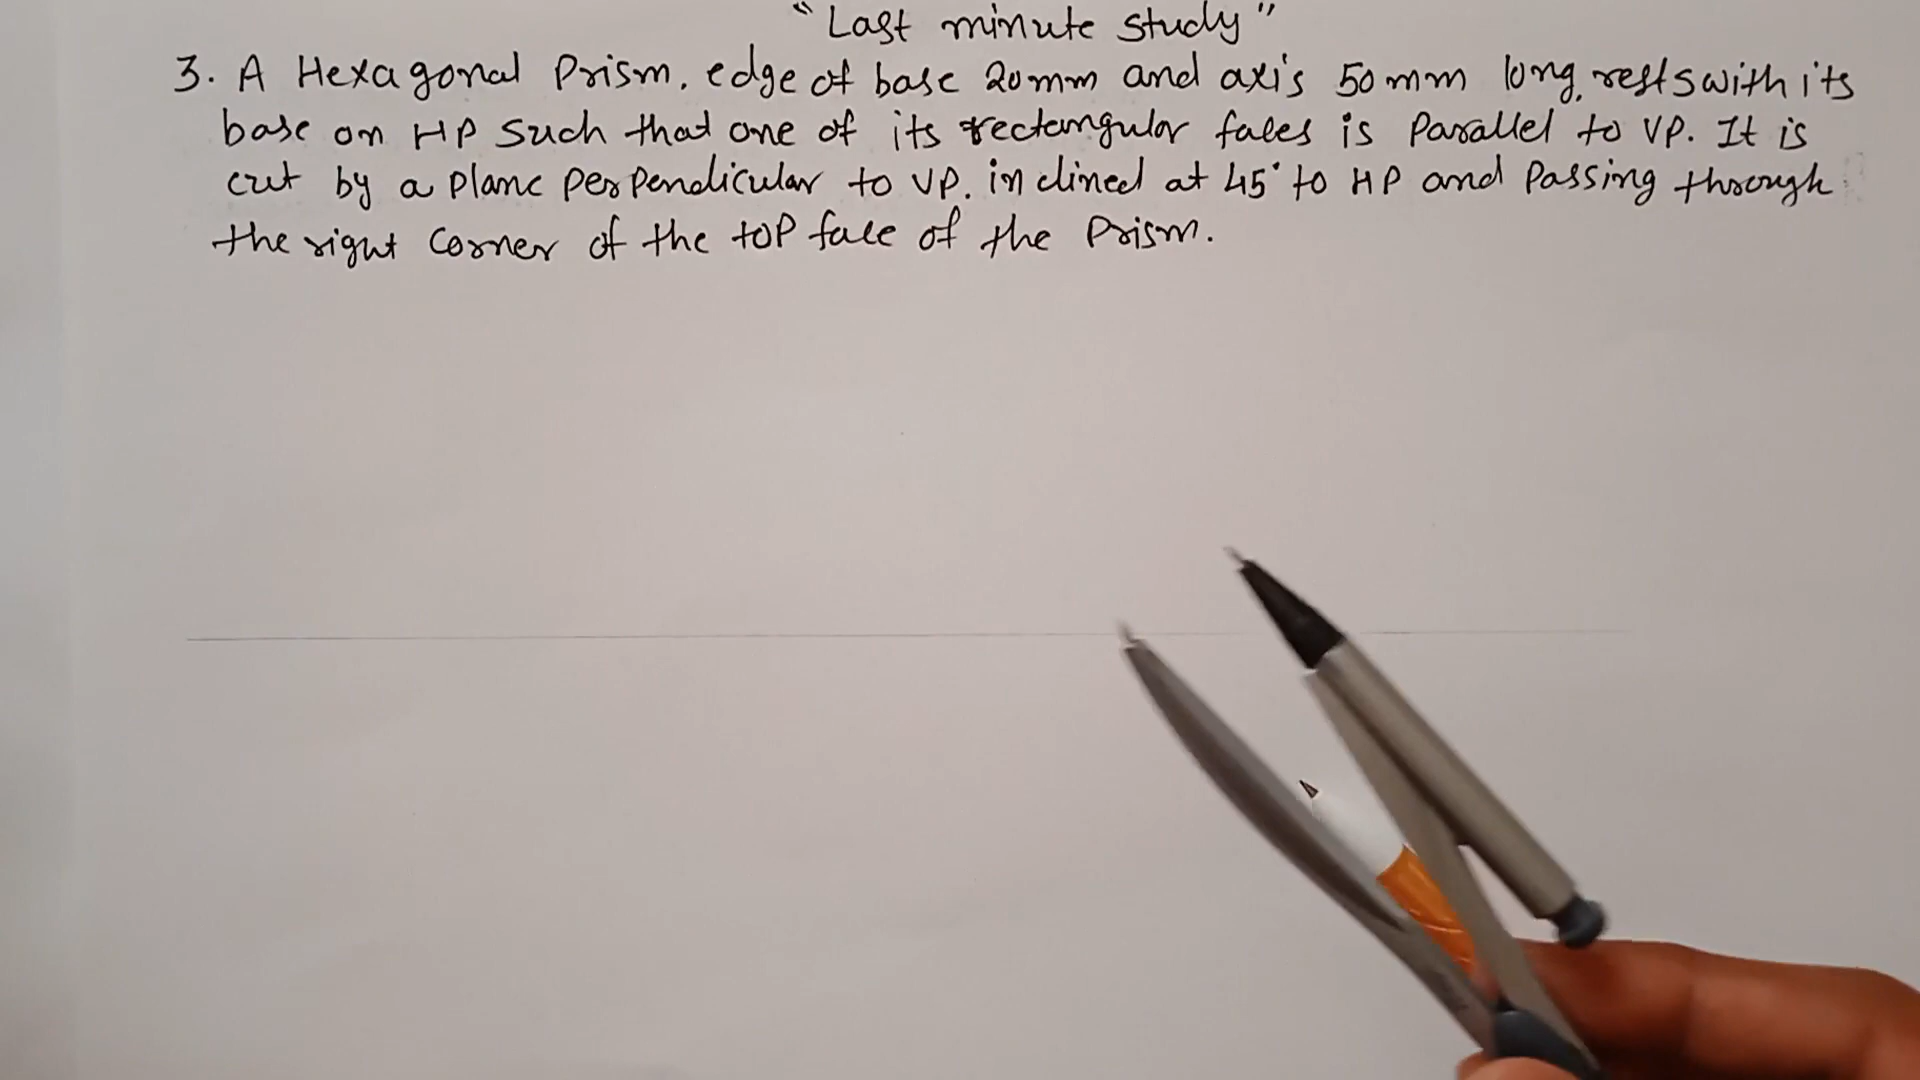 "Last minute study"
3. A Hexagonal Prism, edge of base 20mm and axis 50mm long, rests with its
base on HP such that one of its rectangular faces is Parallel to VP. It is
cut by a plane perpendicular to VP, inclined at 45° to HP and Passing through
the right corner of the top face of the Prism.